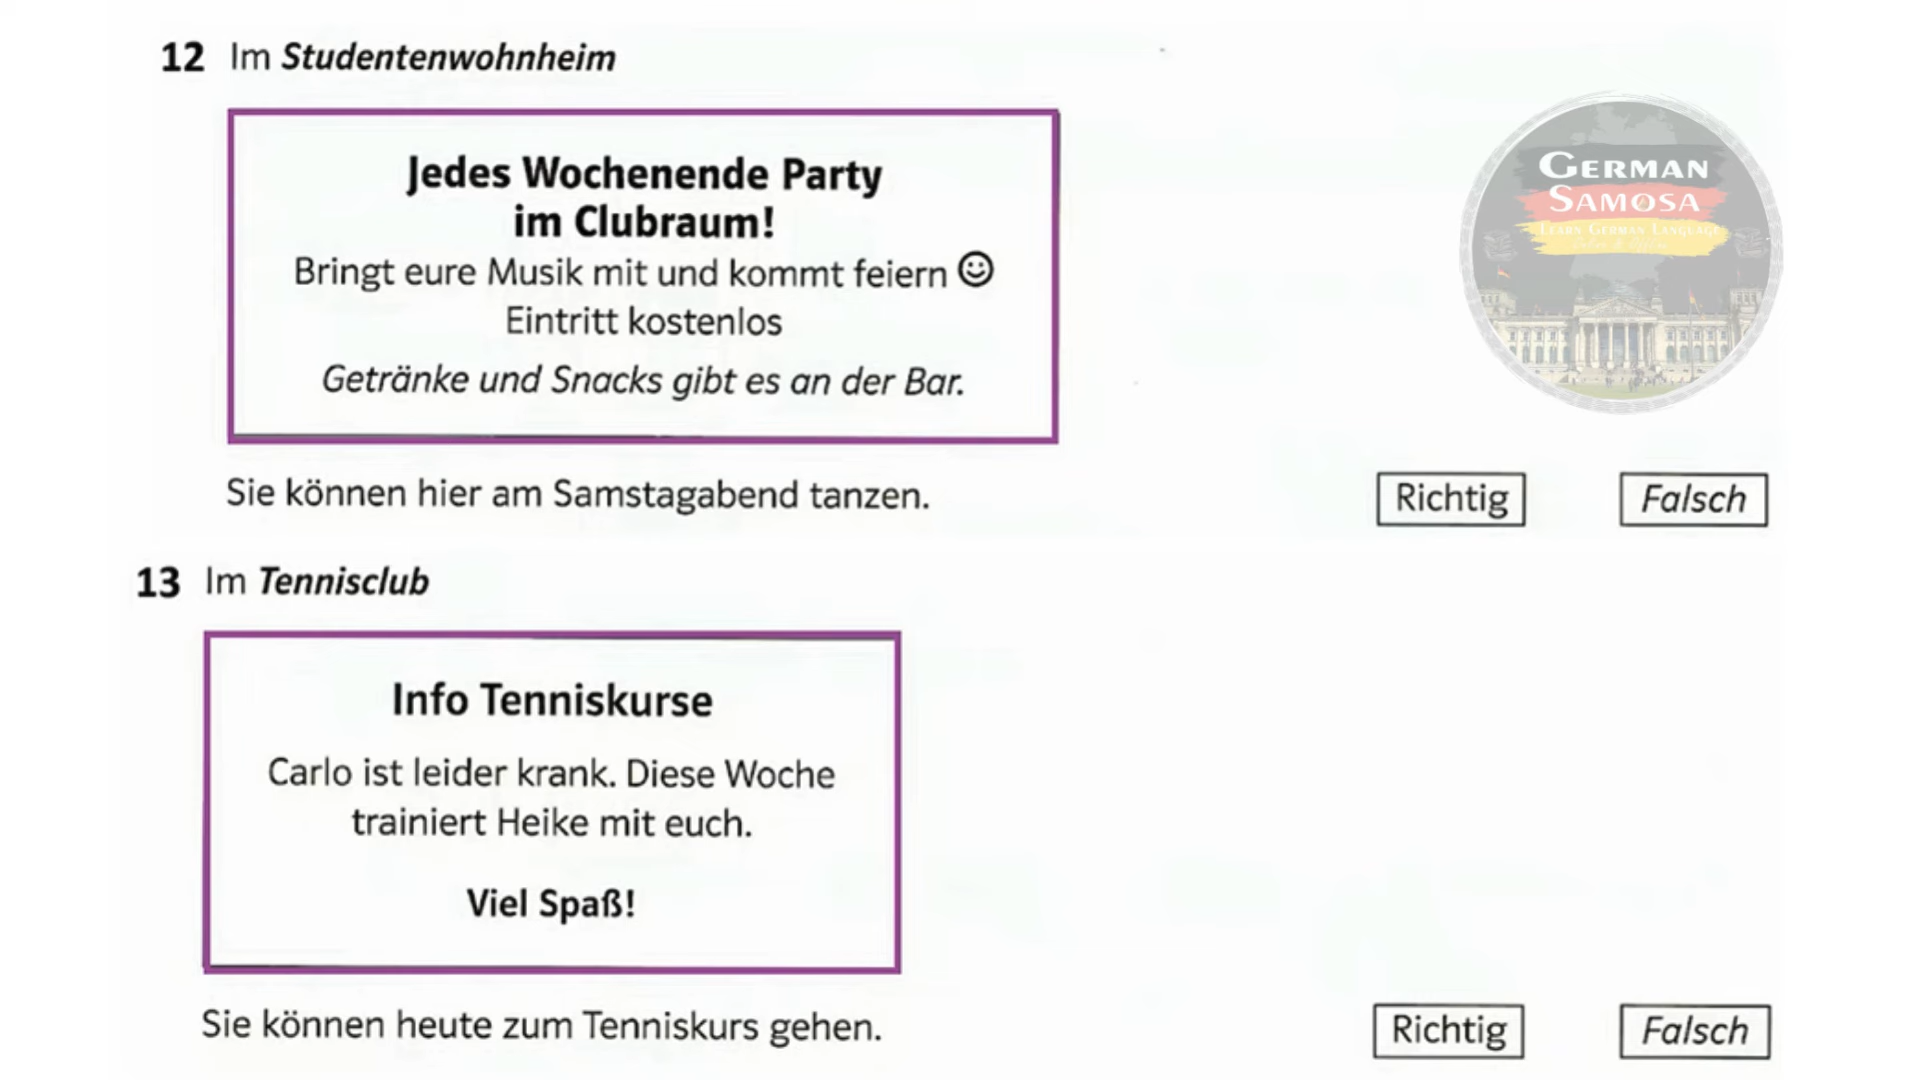 12 Im Studentenwohnheim
Jedes Wochenende Party
im Clubraum!
Bringt eure Musik mit und kommt feiern ☺
Eintritt kostenlos
Getränke und Snacks gibt es an der Bar.
Sie können hier am Samstagabend tanzen.
Richtig Falsch
GERMAN
SAMOSA
LEARN GERMAN LANGUAGE
13 Im Tennisclub
Info Tenniskurse
Carlo ist leider krank. Diese Woche
trainiert Heike mit euch.
Viel Spaß!
Sie können heute zum Tenniskurs gehen.
Richtig Falsch